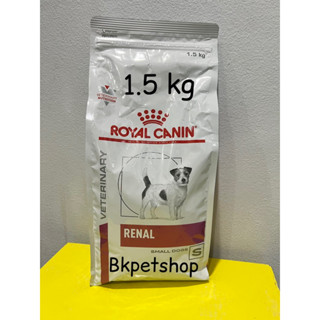 1.5 kg
1.5 kg
ROYAL CANIN
VETERINARY
RENAL
SMALL DOGS
S
Bkpetshop